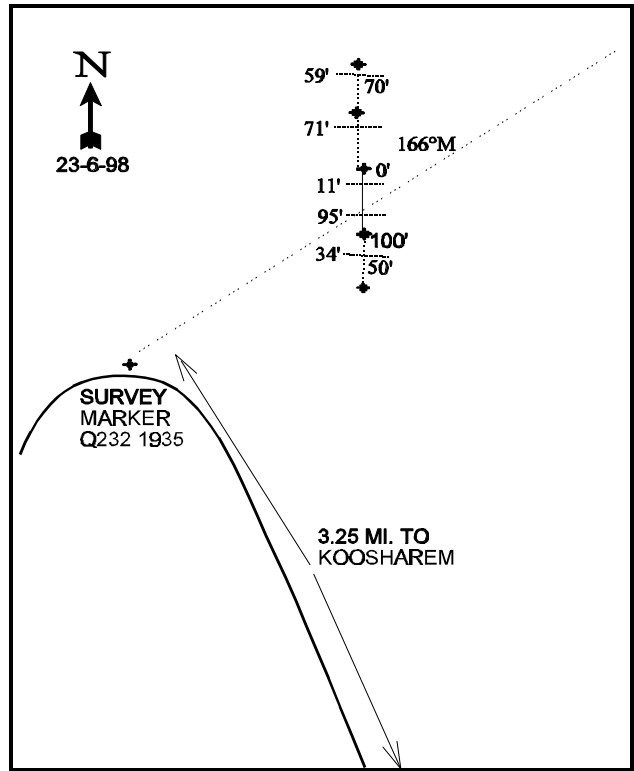 N
23-6-98
59'
70'
71'
166°M
0'
11'
95'
100'
34'
50'
SURVEY
MARKER
Q232 1935
3.25 MI. TO
KOOSHAREM